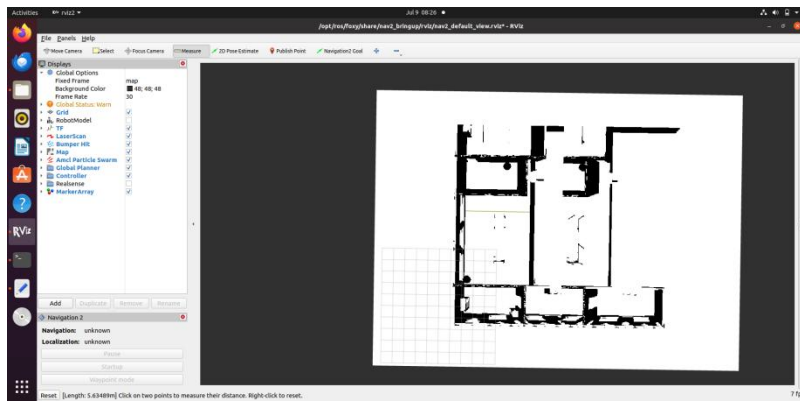 Activities
rviz2
Jul 9 08:26
/opt/ros/foxy/share/nav2_bringup/rviz/nav2_default_view.rviz* - RViz
File Panels Help
Move Camera Select Focus Camera Measure 2D Pose Estimate Publish Point Navigation2 Goal
Displays
Global Options
Fixed Frame map
Background Color 48; 48; 48
Frame Rate 30
Global Status: Warn
Grid
RobotModel
TF
LaserScan
Bumper Hit
Map
Amcl Particle Swarm
Global Planner
Controller
Realsense
MarkerArray
RViz
Add Duplicate Remove Rename
Navigation 2
Navigation: unknown
Localization: unknown
Pause
Startup
Waypoint mode
Reset [Length: 5.63489m] Click on two points to measure their distance. Right-click to reset.